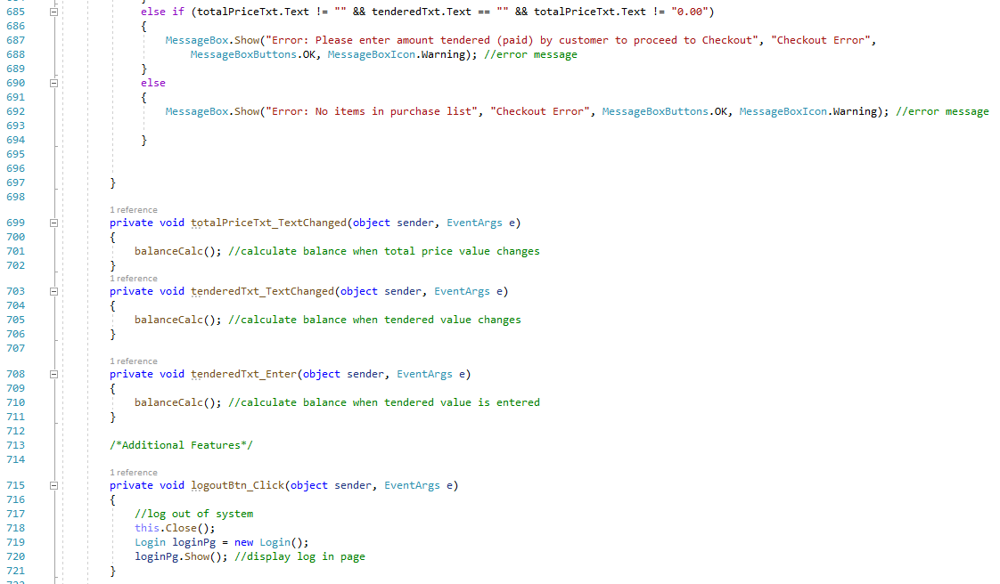 685 else if (totalPriceTxt.Text != "" && tenderedTxt.Text == "" && totalPriceTxt.Text != "0.00")
686 {
687 MessageBox.Show("Error: Please enter amount tendered (paid) by customer to proceed to Checkout", "Checkout Error",
688 MessageBoxButtons.OK, MessageBoxIcon.Warning); //error message
689 }
690 else
691 {
692 MessageBox.Show("Error: No items in purchase list", "Checkout Error", MessageBoxButtons.OK, MessageBoxIcon.Warning); //error message
693
694 }
695
696
697 }
698
1 reference
699 private void totalPriceTxt_TextChanged(object sender, EventArgs e)
700 {
701 balanceCalc(); //calculate balance when total price value changes
702 }
1 reference
703 private void tenderedTxt_TextChanged(object sender, EventArgs e)
704 {
705 balanceCalc(); //calculate balance when tendered value changes
706 }
707
1 reference
708 private void tenderedTxt_Enter(object sender, EventArgs e)
709 {
710 balanceCalc(); //calculate balance when tendered value is entered
711 }
712
713 /*Additional Features*/
714
1 reference
715 private void logoutBtn_Click(object sender, EventArgs e)
716 {
717 //log out of system
718 this.Close();
719 Login loginPg = new Login();
720 loginPg.Show(); //display log in page
721 }